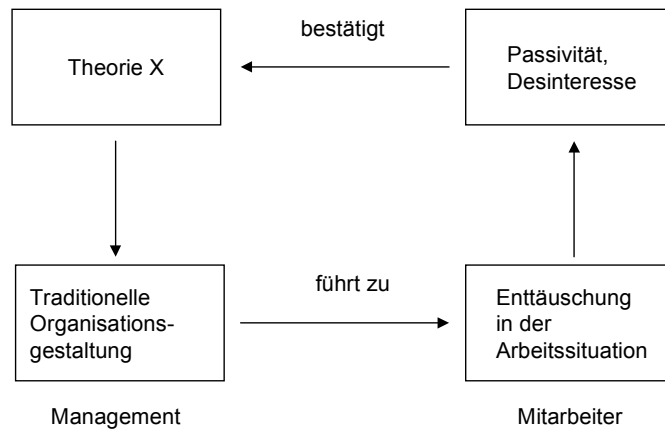 bestätigt
Theorie X
Passivität,
Desinteresse
führt zu
Traditionelle
Organisations-
gestaltung
Enttäuschung
in der
Arbeitssituation
Management
Mitarbeiter